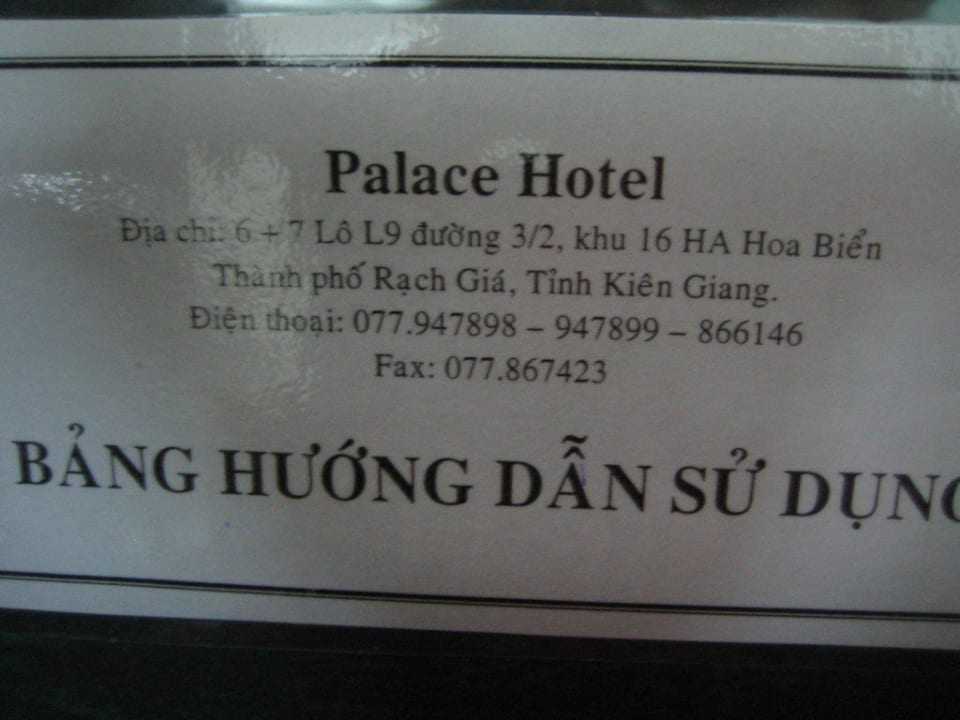 Palace Hotel
Địa chỉ: 6 + 7 Lô L9 đường 3/2, khu 16 HA Hoa Biển
Thành phố Rạch Giá, Tỉnh Kiên Giang.
Điện thoại: 077.947898 – 947899 – 866146
Fax: 077.867423
BẢNG HƯỚNG DẪN SỬ DỤNG